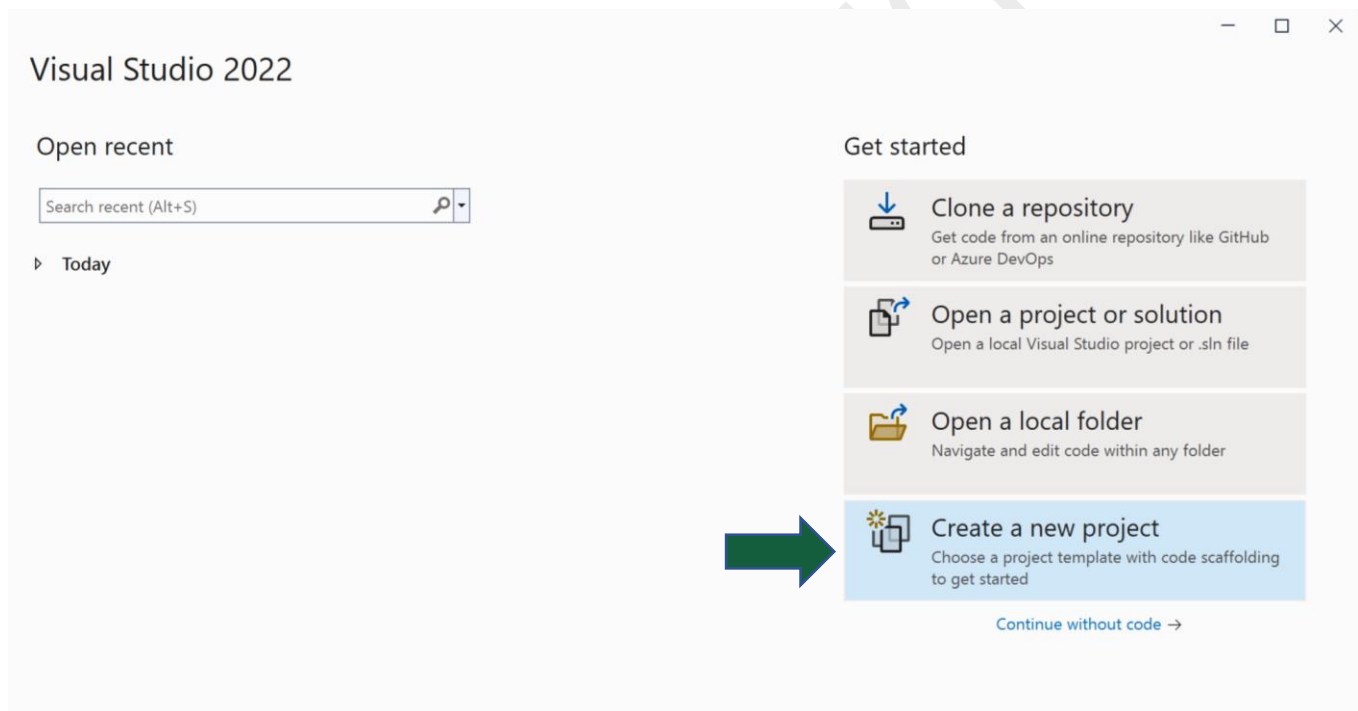 Visual Studio 2022
Open recent
Search recent (Alt+S)
Today
Get started
Clone a repository
Get code from an online repository like GitHub
or Azure DevOps
Open a project or solution
Open a local Visual Studio project or .sln file
Open a local folder
Navigate and edit code within any folder
Create a new project
Choose a project template with code scaffolding
to get started
Continue without code →